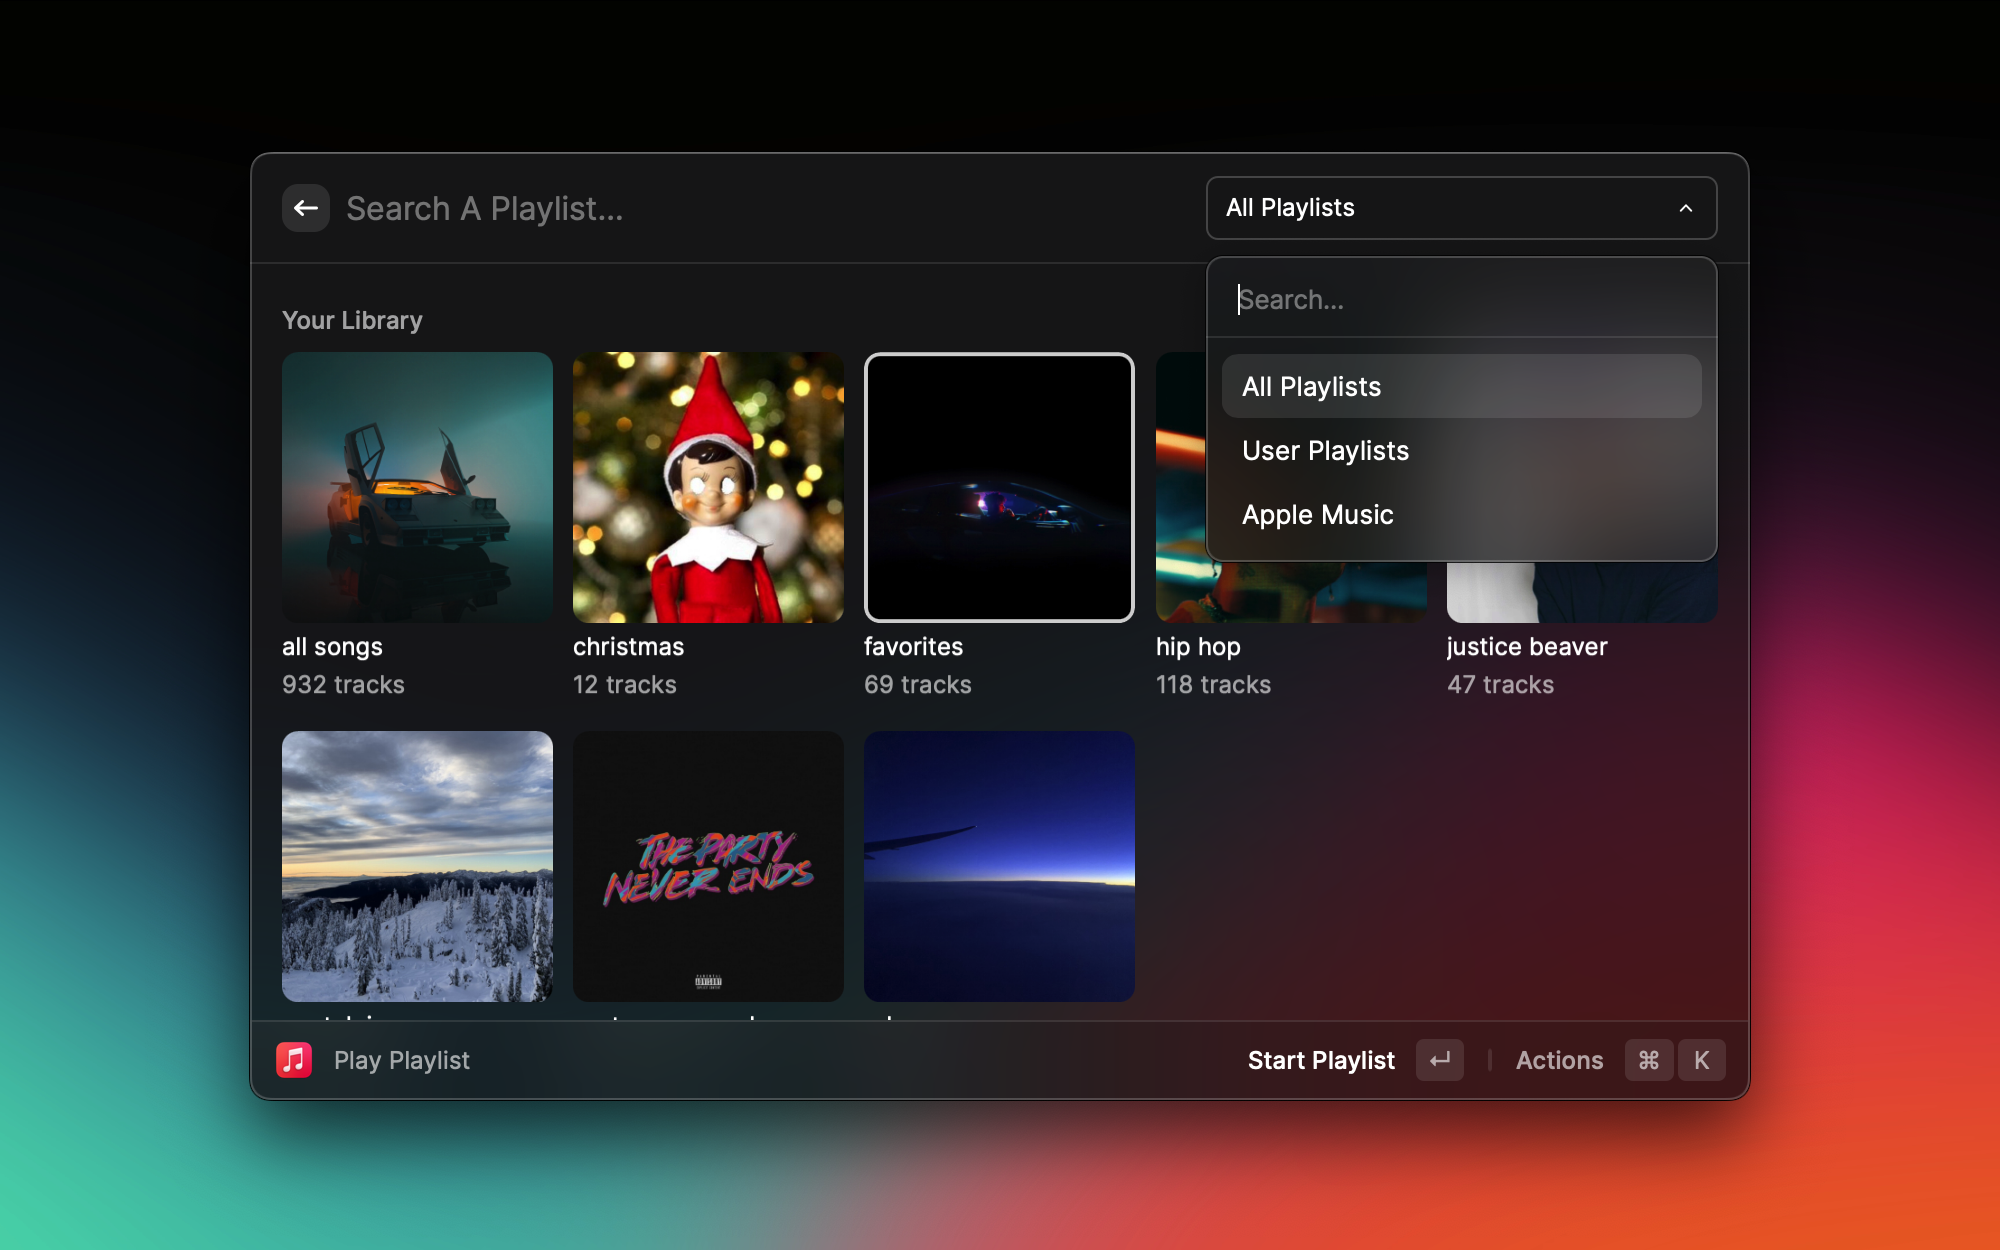 Search A Playlist...
All Playlists
Search...
All Playlists
User Playlists
Apple Music
Your Library
all songs
christmas
favorites
hip hop
justice beaver
932 tracks
12 tracks
69 tracks
118 tracks
47 tracks
THE PARTY
NEVER ENDS
ADVISORY
Play Playlist
Start Playlist
Actions
⌘ K